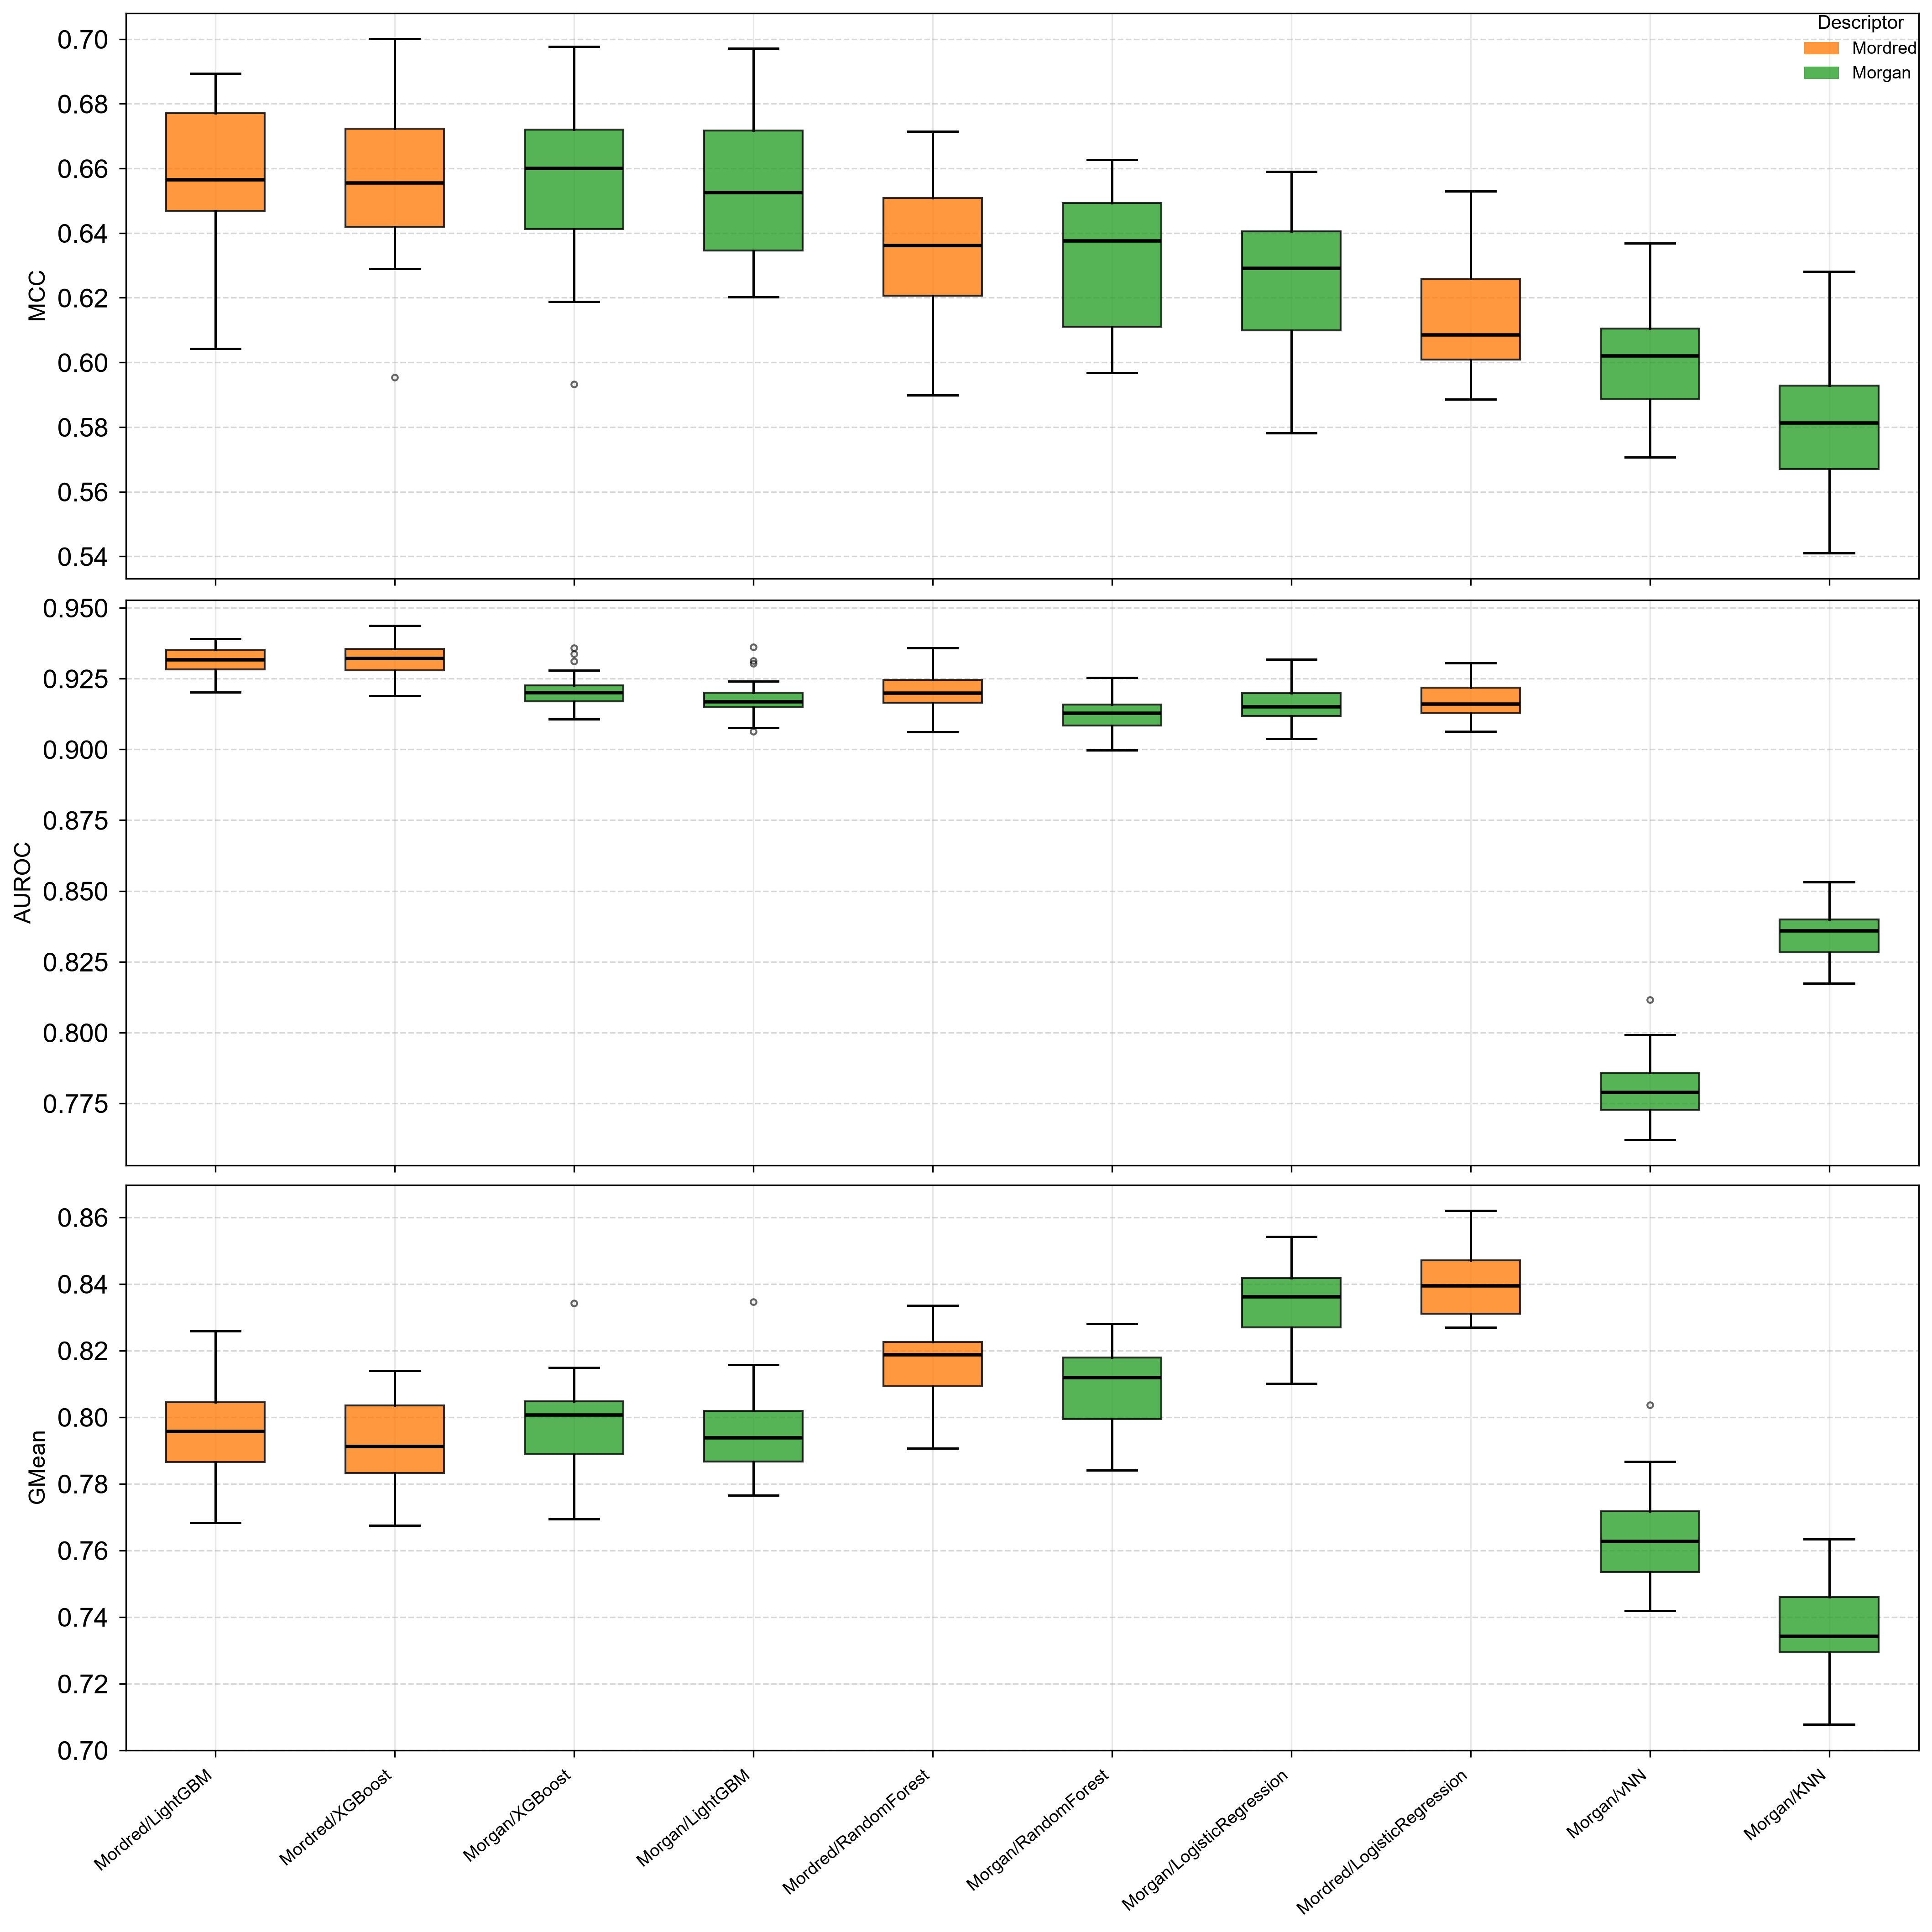 Descriptor
Mordred
Morgan
MCC
0.70
0.68
0.66
0.64
0.62
0.60
0.58
0.56
0.54
AUROC
0.950
0.925
0.900
0.875
0.850
0.825
0.800
0.775
GMean
0.86
0.84
0.82
0.80
0.78
0.76
0.74
0.72
0.70
Mordred/LightGBM
Mordred/XGBoost
Morgan/XGBoost
Morgan/LightGBM
Mordred/RandomForest
Morgan/RandomForest
Morgan/LogisticRegression
Mordred/LogisticRegression
Morgan/vNN
Morgan/KNN